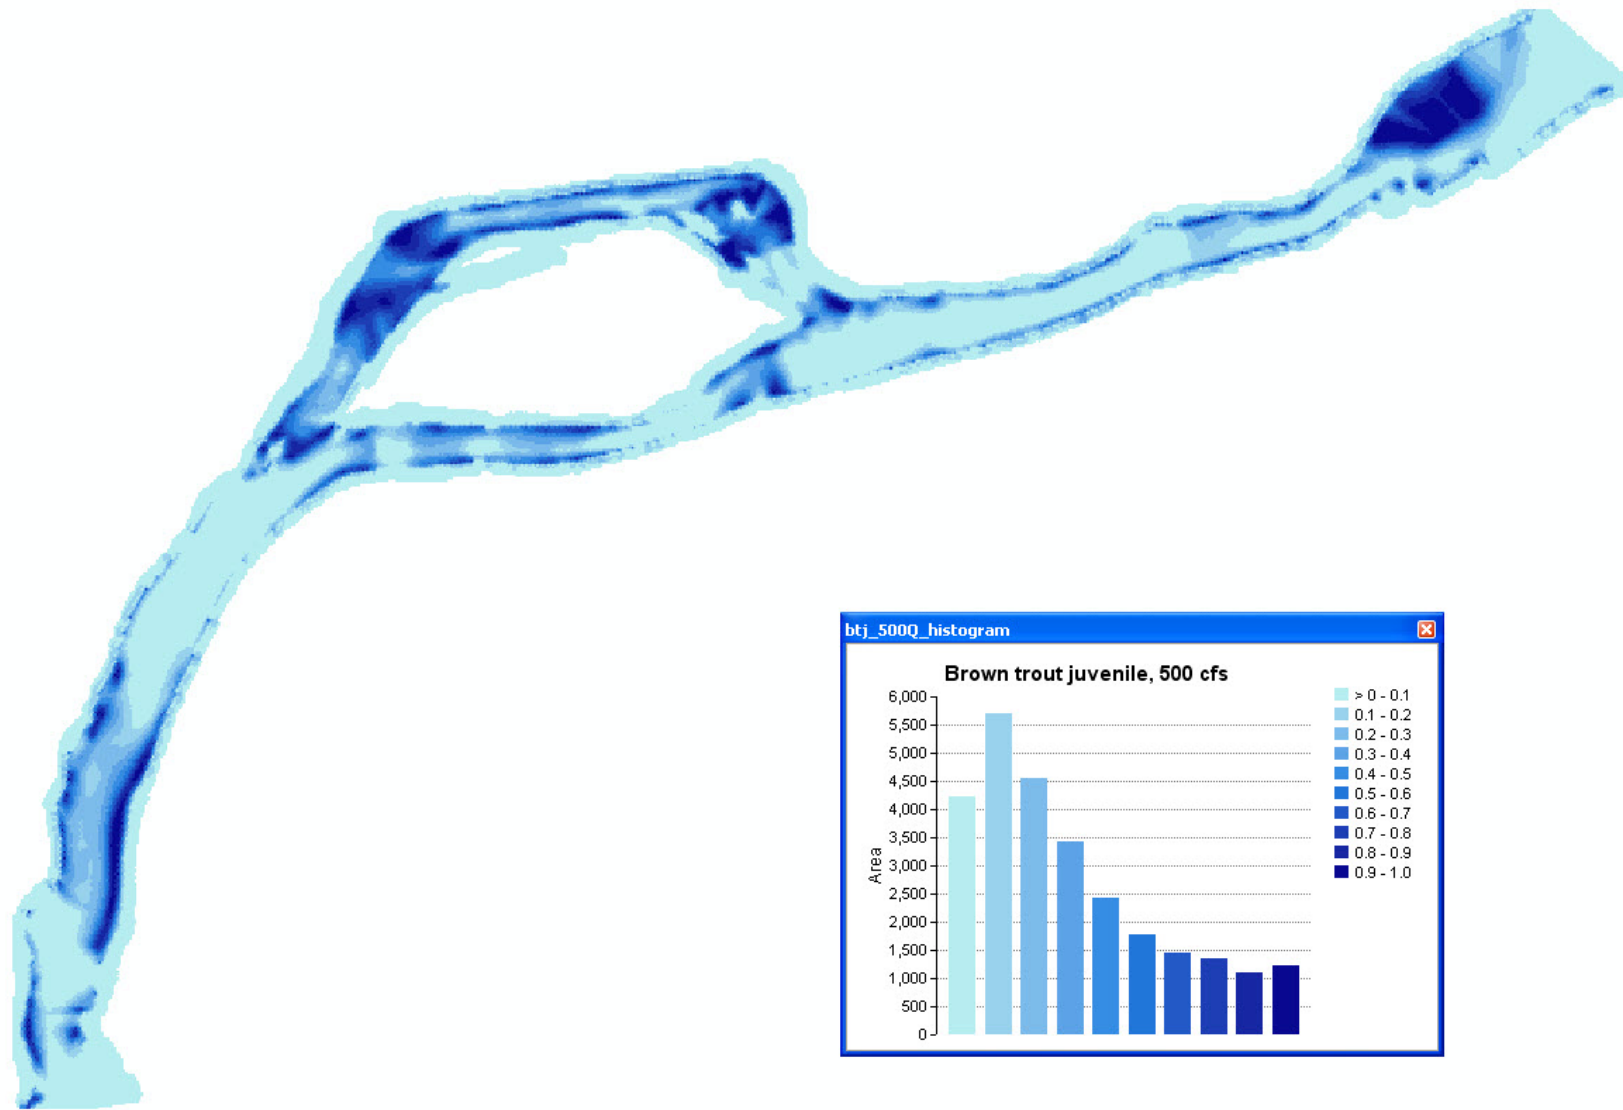 btj_500Q_histogram
Brown trout juvenile, 500 cfs
6,000
5,500
5,000
4,500
4,000
3,500
3,000
2,500
2,000
1,500
1,000
500
0
Area
> 0 - 0.1
0.1 - 0.2
0.2 - 0.3
0.3 - 0.4
0.4 - 0.5
0.5 - 0.6
0.6 - 0.7
0.7 - 0.8
0.8 - 0.9
0.9 - 1.0